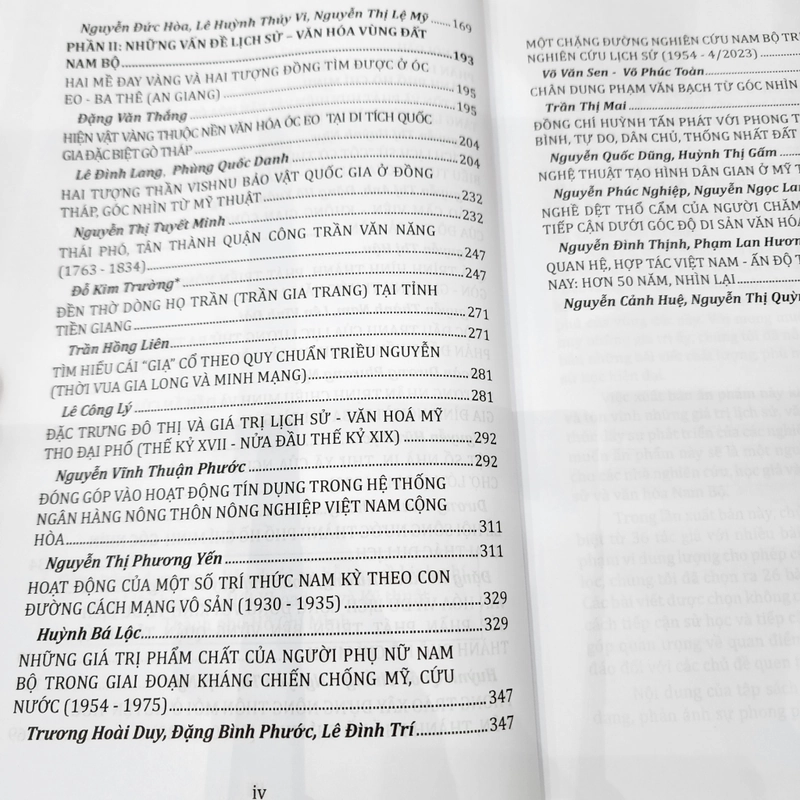 Nguyễn Đức Hòa, Lê Huỳnh Thúy Vi, Nguyễn Thị Lệ Mỹ 169
PHẦN II: NHỮNG VẤN ĐỀ LỊCH SỬ – VĂN HÓA VÙNG ĐẤT
NAM BỘ 193
HAI MỀ ĐAY VÀNG VÀ HAI TƯỢNG ĐỒNG TÌM ĐƯỢC Ở ÓC
EO - BA THÊ (AN GIANG) 195
Đặng Văn Thắng 195
HIỆN VẬT VÀNG THUỘC NỀN VĂN HÓA ÓC EO TẠI DI TÍCH QUỐC
GIA ĐẶC BIỆT GÒ THÁP 204
Lê Đình Lang, Phùng Quốc Danh 204
HAI TƯỢNG THẦN VISHNU BẢO VẬT QUỐC GIA Ở ĐỒNG
THÁP, GÓC NHÌN TỪ MỸ THUẬT 232
Nguyễn Thị Tuyết Minh 232
THÁI PHÓ, TÂN THÀNH QUẬN CÔNG TRẦN VĂN NĂNG
(1763 - 1834) 247
Đỗ Kim Trường* 247
ĐỀN THỜ DÒNG HỌ TRẦN (TRẦN GIA TRANG) TẠI TỈNH
TIỀN GIANG 271
Trần Hồng Liên 271
TÌM HIỂU CÁI “GIẠ” CỔ THEO QUY CHUẨN TRIỀU NGUYỄN
(THỜI VUA GIA LONG VÀ MINH MẠNG) 281
Lê Công Lý 281
ĐẶC TRƯNG ĐÔ THỊ VÀ GIÁ TRỊ LỊCH SỬ - VĂN HOÁ MỸ
THO ĐẠI PHỐ (THẾ KỶ XVII - NỬA ĐẦU THẾ KỶ XIX) 292
Nguyễn Vĩnh Thuận Phước 292
ĐÓNG GÓP VÀO HOẠT ĐỘNG TÍN DỤNG TRONG HỆ THỐNG
NGÂN HÀNG NÔNG THÔN NÔNG NGHIỆP VIỆT NAM CỘNG
HÒA 311
Nguyễn Thị Phương Yến 311
HOẠT ĐỘNG CỦA MỘT SỐ TRÍ THỨC NAM KỲ THEO CON
ĐƯỜNG CÁCH MẠNG VÔ SẢN (1930 - 1935) 329
Huỳnh Bá Lộc 329
NHỮNG GIÁ TRỊ PHẨM CHẤT CỦA NGƯỜI PHỤ NỮ NAM
BỘ TRONG GIAI ĐOẠN KHÁNG CHIẾN CHỐNG MỸ, CỨU
NƯỚC (1954 - 1975) 347
Trương Hoài Duy, Đặng Bình Phước, Lê Đình Trí 347
iv
MỘT CHẶNG ĐƯỜNG NGHIÊN CỨU NAM BỘ
NGHIÊN CỨU LỊCH SỬ (1954 - 4/2023)
Võ Văn Sen - Võ Phúc Toàn
CHÂN DUNG PHẠM VĂN BẠCH TỪ GÓC NHÌN
Trần Thị Mai
ĐỒNG CHÍ HUỲNH TẤN PHÁT VỚI PHONG
BÌNH, TỰ DO, DÂN CHỦ, THỐNG NHẤT ĐẤT
Nguyễn Quốc Dũng, Huỳnh Thị Gấm
NGHỆ THUẬT TẠO HÌNH DÂN GIAN Ở MỸ
Nguyễn Phúc Nghiệp, Nguyễn Ngọc
NGHỀ DỆT THỔ CẨM CỦA NGƯỜI CHĂM
TIẾP CẬN DƯỚI GÓC ĐỘ DI SẢN VĂN HÓA
Nguyễn Đình Thịnh, Phạm Lan Hương
QUAN HỆ, HỢP TÁC VIỆT NAM - ẤN ĐỘ
NAY: HƠN 50 NĂM, NHÌN LẠI
Nguyễn Cảnh Huệ, Nguyễn Thị